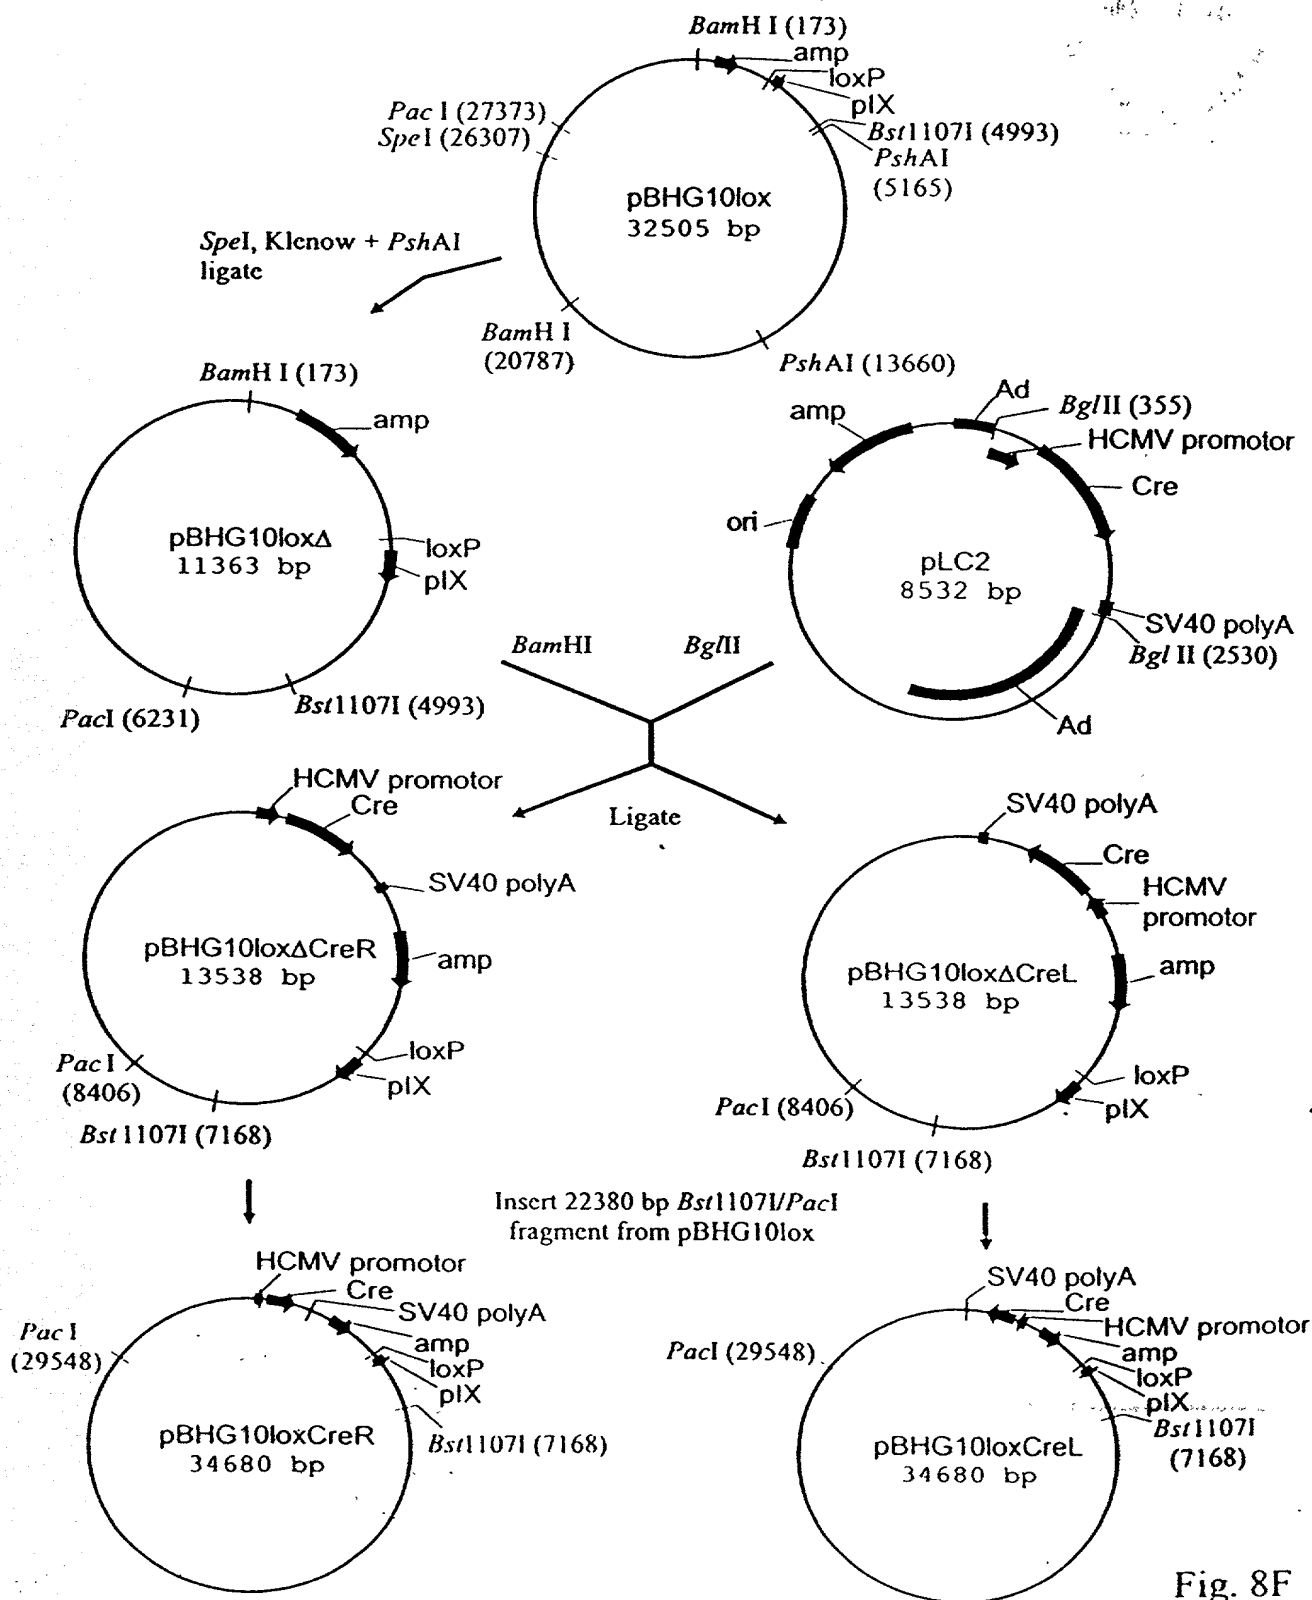 BamH I (173)
amp
loxP
pIX
Bst1107I (4993)
PshAI
(5165)
Pac I (27373)
SpeI (26307)
pBHG10lox
32505 bp
SpeI, Klenow + PshAI
ligate
BamH I
(20787)
PshAI (13660)
BamH I (173)
amp
pBHG10loxΔ
11363 bp
loxP
pIX
PacI (6231)
Bst1107I (4993)
Ad
BglII (355)
amp
HCMV promotor
Cre
ori
pLC2
8532 bp
SV40 polyA
Bgl II (2530)
Ad
BamHI
BglII
Ligate
HCMV promotor
Cre
SV40 polyA
pBHG10loxΔCreR
13538 bp
amp
loxP
pIX
Pac I
(8406)
Bst1107I (7168)
SV40 polyA
Cre
HCMV
promotor
pBHG10loxΔCreL
13538 bp
amp
loxP
pIX
PacI (8406)
Bst1107I (7168)
Insert 22380 bp Bst1107I/PacI
fragment from pBHG10lox
HCMV promotor
Cre
SV40 polyA
amp
loxP
pIX
Pac I
(29548)
pBHG10loxCreR
34680 bp
Bst1107I (7168)
SV40 polyA
Cre
HCMV promotor
amp
loxP
pIX
PacI (29548)
Bst1107I
(7168)
pBHG10loxCreL
34680 bp
Fig. 8F